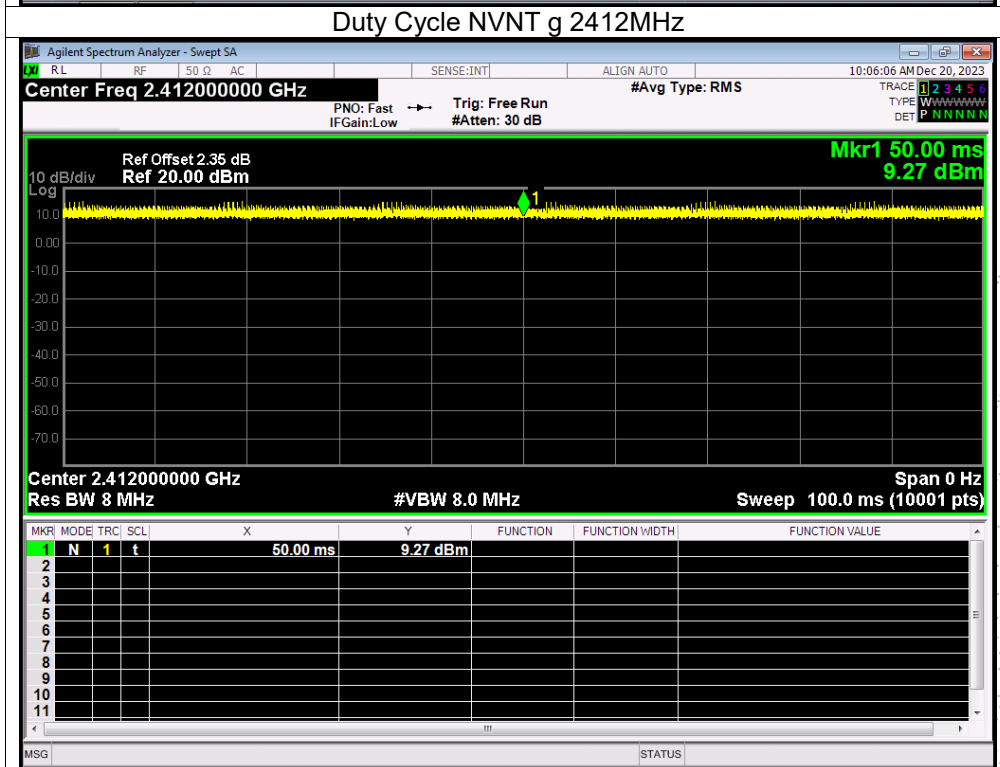 Duty Cycle NVNT g 2412MHz
Agilent Spectrum Analyzer - Swept SA
LXI RL RF 50 Ω AC SENSE:INT ALIGN AUTO 10:06:06 AM Dec 20, 2023
Center Freq 2.412000000 GHz #Avg Type: RMS TRACE 1 2 3 4 5 6
PNO: Fast Trig: Free Run TYPE WWWWWW
IFGain:Low #Atten: 30 dB DET P N N N N N
Mkr1 50.00 ms
Ref Offset 2.35 dB
10 dB/div Ref 20.00 dBm 9.27 dBm
Log
1
10.0
0.00
-10.0
-20.0
-30.0
-40.0
-50.0
-60.0
-70.0
Center 2.412000000 GHz Span 0 Hz
Res BW 8 MHz #VBW 8.0 MHz Sweep 100.0 ms (10001 pts)
MKR MODE TRC SCL X Y FUNCTION FUNCTION WIDTH FUNCTION VALUE
1 N 1 t 50.00 ms 9.27 dBm
2
3
4
5
6
7
8
9
10
11
MSG STATUS